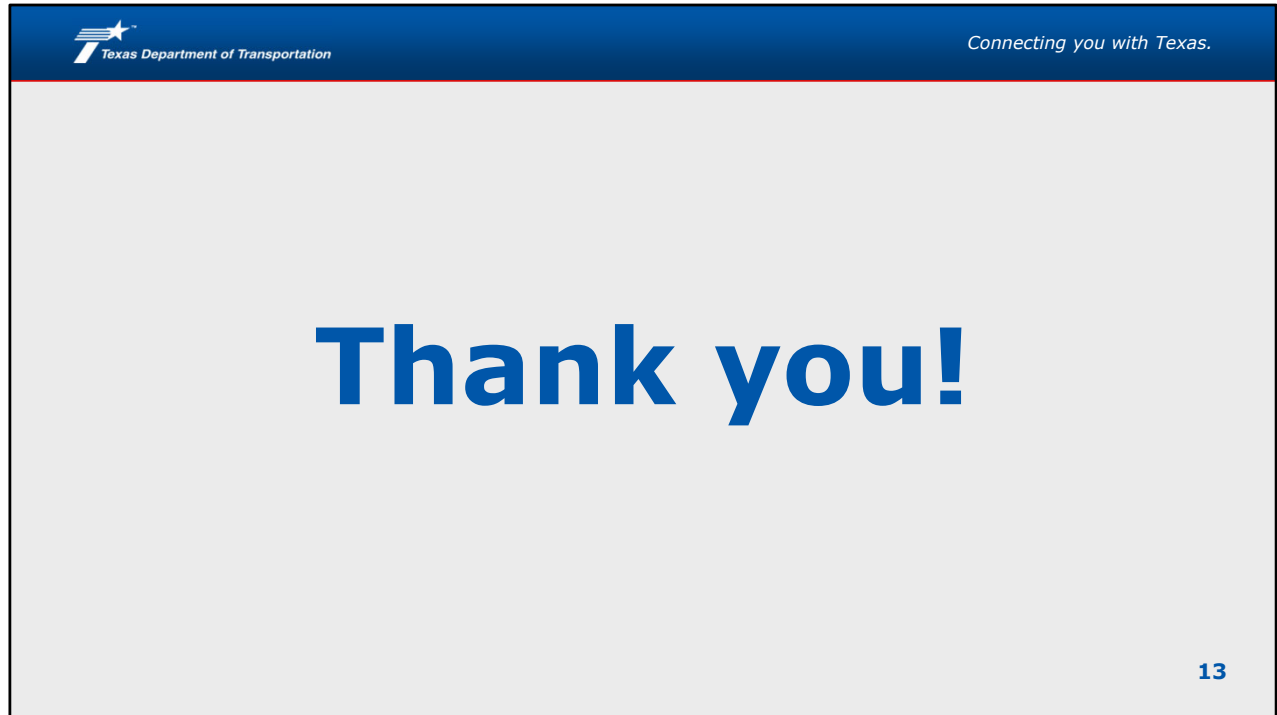 Texas Department of Transportation
Connecting you with Texas.
Thank you!
13